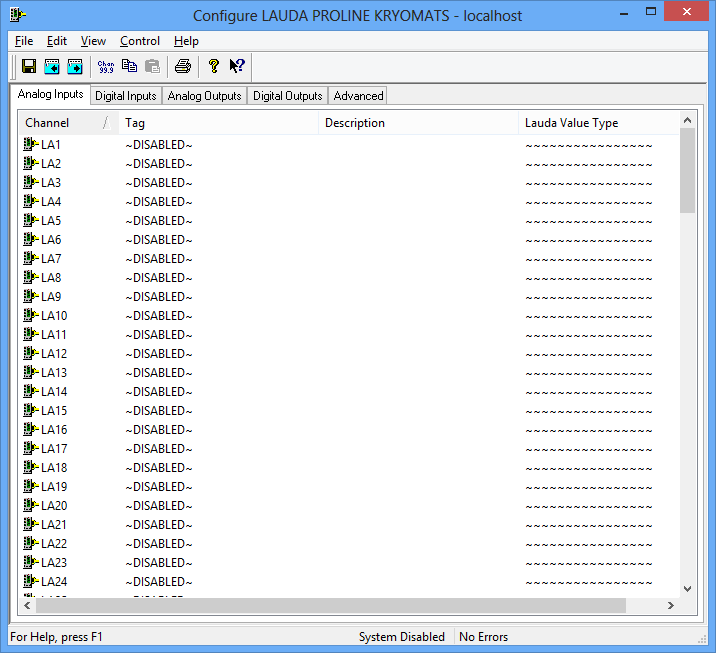 Configure LAUDA PROLINE KRYOMATS - localhost
File Edit View Control Help
Chan 99.9
Analog Inputs Digital Inputs Analog Outputs Digital Outputs Advanced
Channel / Tag Description Lauda Value Type
LA1 ~DISABLED~ ~~~~~~~~~~~~~~~~
LA2 ~DISABLED~ ~~~~~~~~~~~~~~~~
LA3 ~DISABLED~ ~~~~~~~~~~~~~~~~
LA4 ~DISABLED~ ~~~~~~~~~~~~~~~~
LA5 ~DISABLED~ ~~~~~~~~~~~~~~~~
LA6 ~DISABLED~ ~~~~~~~~~~~~~~~~
LA7 ~DISABLED~ ~~~~~~~~~~~~~~~~
LA8 ~DISABLED~ ~~~~~~~~~~~~~~~~
LA9 ~DISABLED~ ~~~~~~~~~~~~~~~~
LA10 ~DISABLED~ ~~~~~~~~~~~~~~~~
LA11 ~DISABLED~ ~~~~~~~~~~~~~~~~
LA12 ~DISABLED~ ~~~~~~~~~~~~~~~~
LA13 ~DISABLED~ ~~~~~~~~~~~~~~~~
LA14 ~DISABLED~ ~~~~~~~~~~~~~~~~
LA15 ~DISABLED~ ~~~~~~~~~~~~~~~~
LA16 ~DISABLED~ ~~~~~~~~~~~~~~~~
LA17 ~DISABLED~ ~~~~~~~~~~~~~~~~
LA18 ~DISABLED~ ~~~~~~~~~~~~~~~~
LA19 ~DISABLED~ ~~~~~~~~~~~~~~~~
LA20 ~DISABLED~ ~~~~~~~~~~~~~~~~
LA21 ~DISABLED~ ~~~~~~~~~~~~~~~~
LA22 ~DISABLED~ ~~~~~~~~~~~~~~~~
LA23 ~DISABLED~ ~~~~~~~~~~~~~~~~
LA24 ~DISABLED~ ~~~~~~~~~~~~~~~~
For Help, press F1 System Disabled No Errors